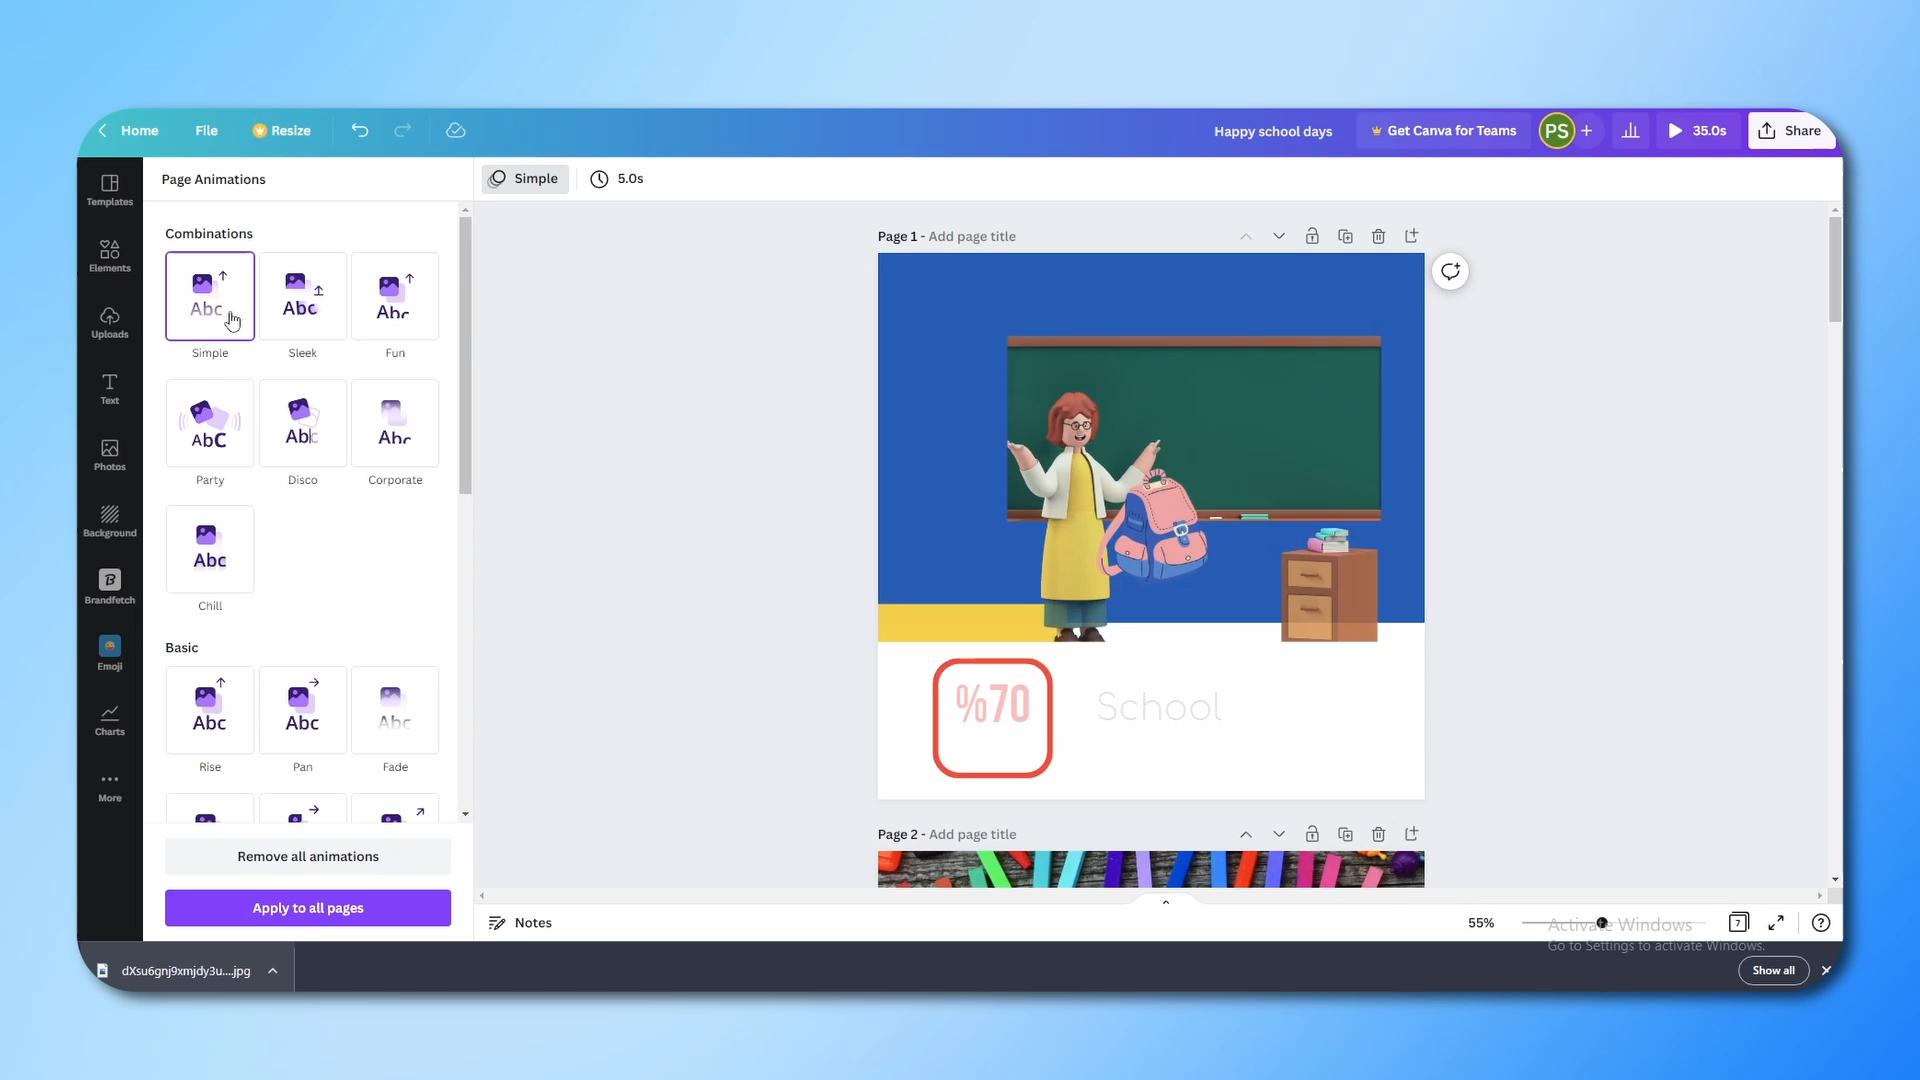 Home
File
Resize
Happy school days
Get Canva for Teams
PS
+
35.0s
Share
Templates
Elements
Uploads
Text
Photos
Background
Brandfetch
Emoji
Charts
More
Page Animations
Combinations
Abc
Abc
Abc
Simple
Sleek
Fun
AbC
Abc
Abc
Party
Disco
Corporate
Abc
Chill
Basic
Abc
Abc
Abc
Rise
Pan
Fade
Remove all animations
Apply to all pages
Simple
5.0s
Page 1 - Add page title
%70
School
Page 2 - Add page title
Notes
55%
7
Activate Windows
Go to Settings to activate Windows.
dXsu6gnj9xmjdy3u....jpg
Show all